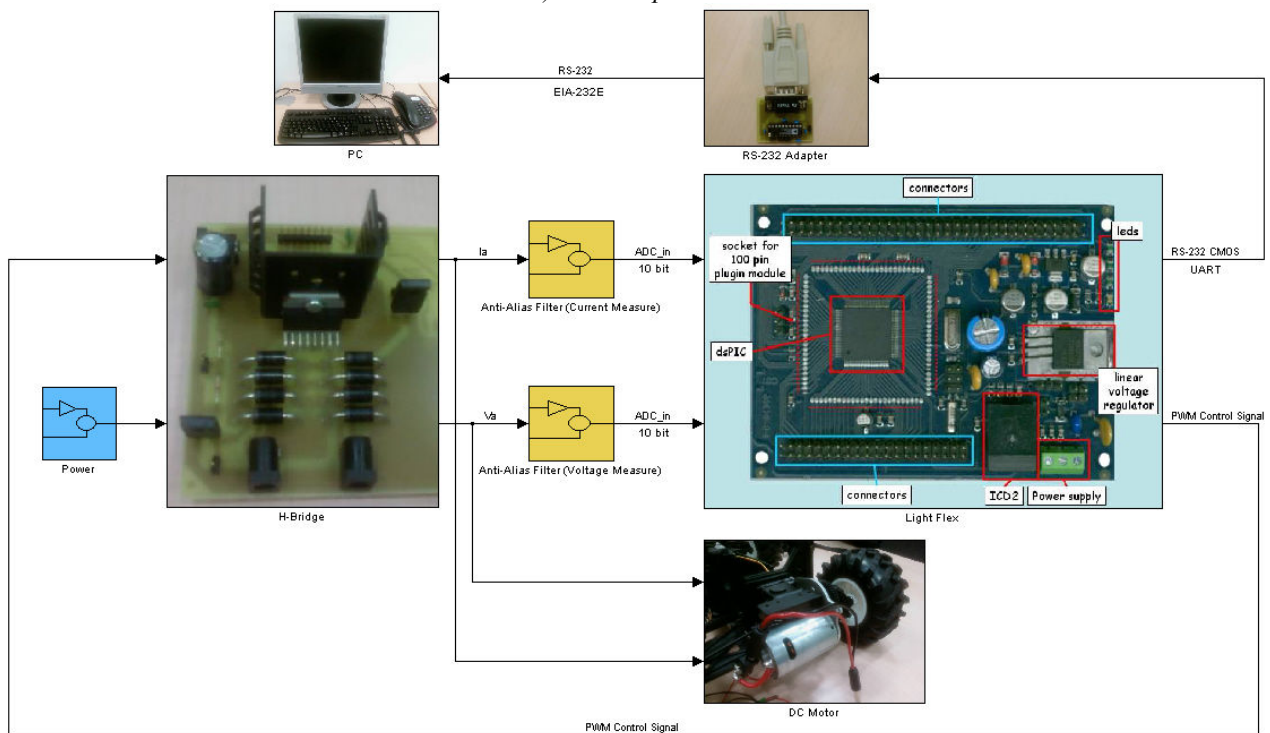 RS-232
EIA-232E
PC
RS-232 Adapter
connectors
leds
socket for
100 pin
plugin module
Ia
ADC_in
10 bit
RS-232 CMOS
UART
Anti-Alias Filter (Current Measure)
dsPIC
linear
voltage
regulator
Va
ADC_in
10 bit
PWM Control Signal
Power
Anti-Alias Filter (Voltage Measure)
connectors
ICD2
Power supply
H-Bridge
Light Flex
DC Motor
PWM Control Signal